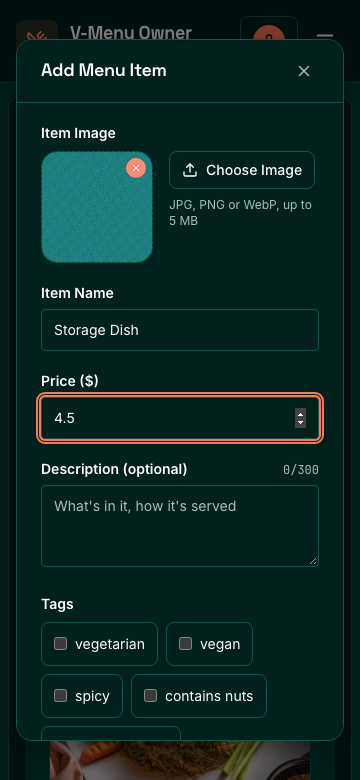 V-Menu Owner
Add Menu Item
Item Image
Choose Image
JPG, PNG or WebP, up to
5 MB
Item Name
Storage Dish
Price ($)
4.5
Description (optional)
0/300
What's in it, how it's served
Tags
vegetarian
vegan
spicy
contains nuts